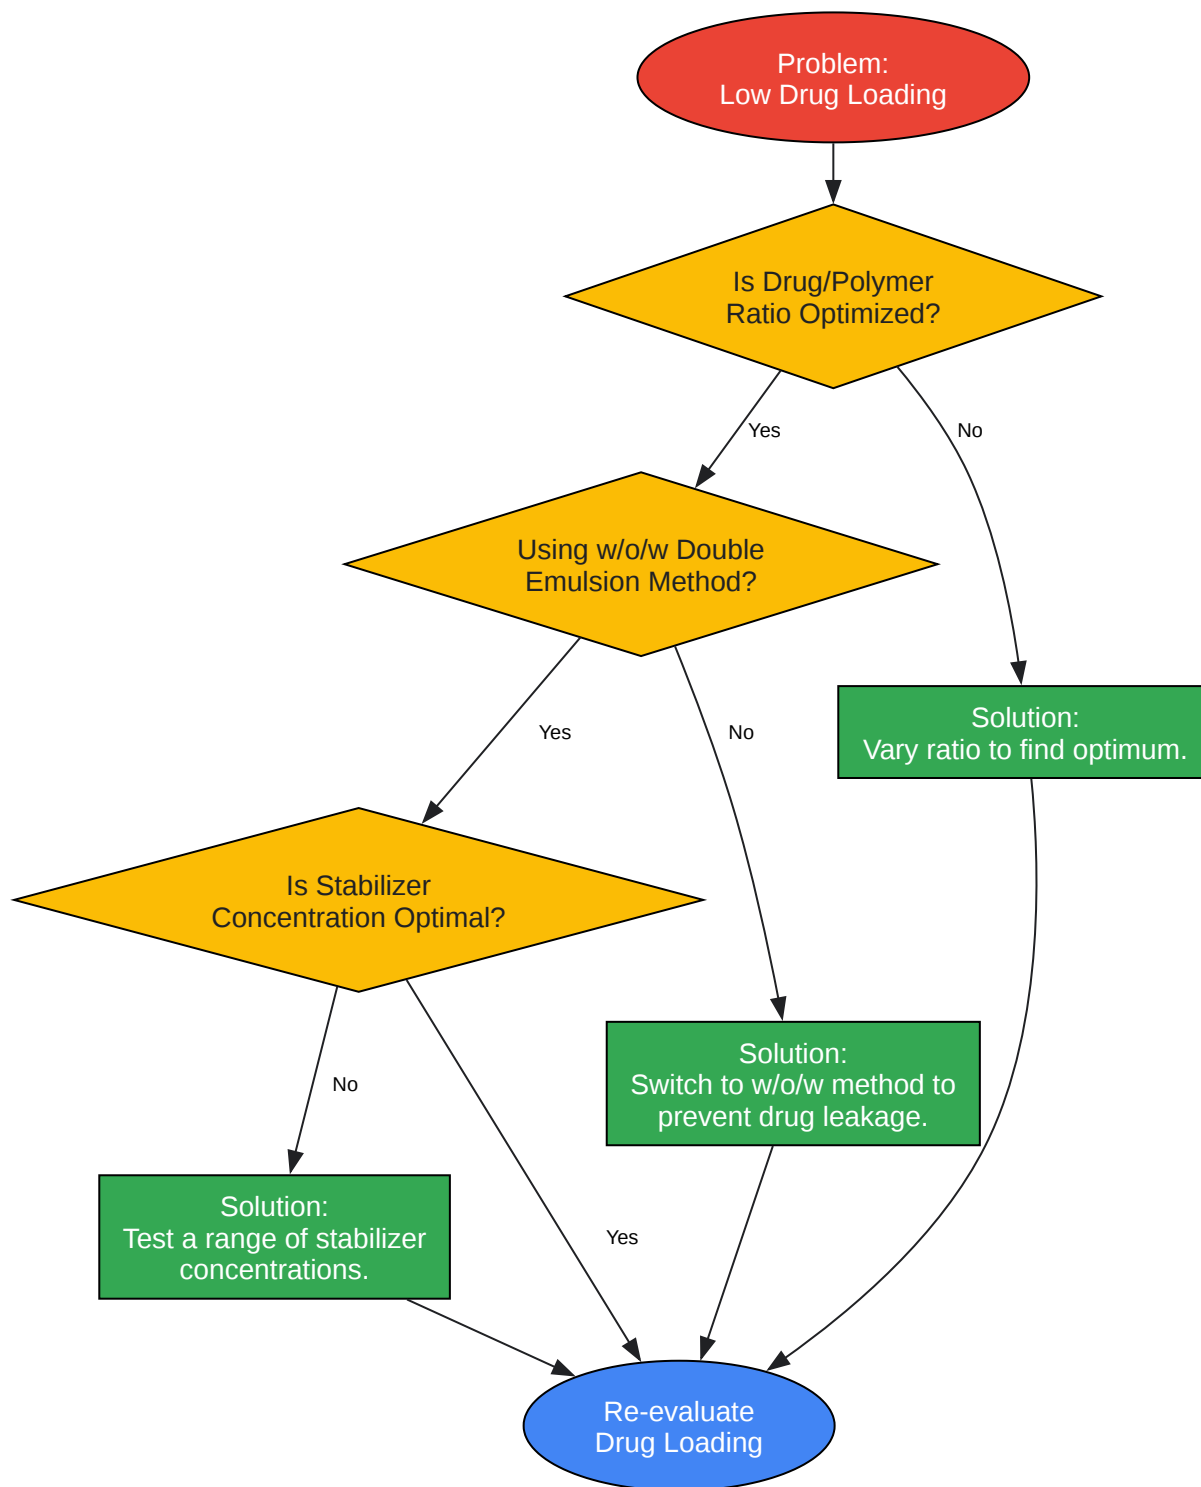 Problem:
Low Drug Loading
Is Drug/Polymer
Ratio Optimized?
Yes
No
Using w/o/w Double
Emulsion Method?
Solution:
Vary ratio to find optimum.
Yes
No
Is Stabilizer
Concentration Optimal?
Solution:
Switch to w/o/w method to
prevent drug leakage.
No
Yes
Solution:
Test a range of stabilizer
concentrations.
Re-evaluate
Drug Loading